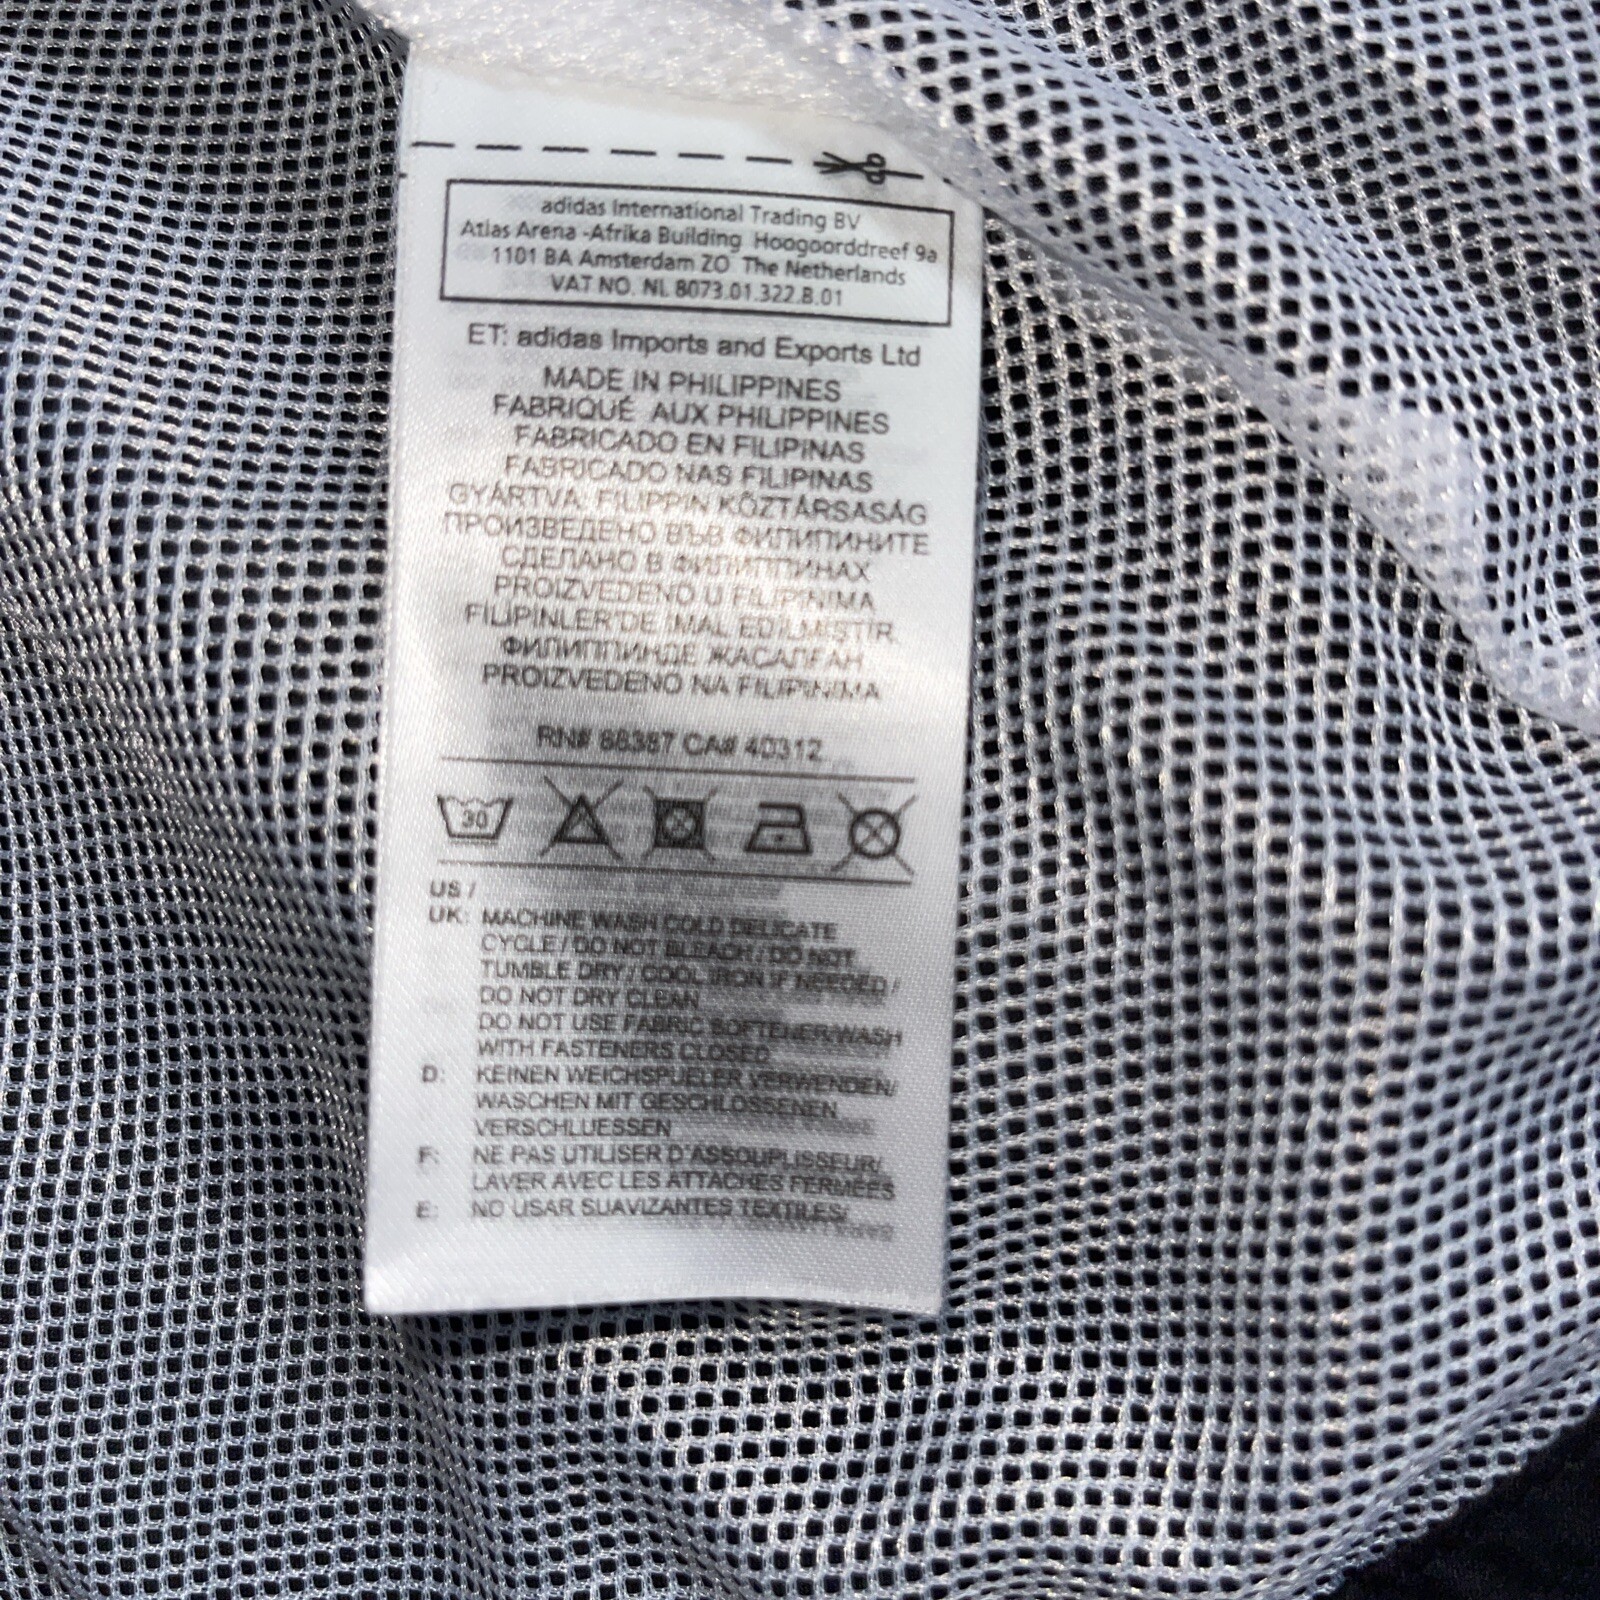 adidas International Trading BV
Atlas Arena -Afrika Building Hoogoorddreef 9a
1101 BA Amsterdam ZO The Netherlands
VAT NO. NL 8073.01.322.B.01
ET: adidas Imports and Exports Ltd
MADE IN PHILIPPINES
FABRIQUÉ AUX PHILIPPINES
FABRICADO EN FILIPINAS
FABRICADO NAS FILIPINAS
GYÁRTVA: FILIPPIN KÖZTÁRSASÁG
ПРОИЗВЕДЕНО ВЪВ ФИЛИПИНИТЕ
СДЕЛАНО В ФИЛИППИНАХ
PROIZVEDENO U FILIPINIMA
FİLİPİNLER'DE İMAL EDİLMİŞTİR.
ФИЛИППИНДЕ ЖАСАЛҒАН
PROIZVEDENO NA FILIPINIMA
RN# 88387 CA# 40312
30
US /
UK: MACHINE WASH COLD DELICATE
CYCLE / DO NOT BLEACH / DO NOT
TUMBLE DRY / COOL IRON IF NEEDED /
DO NOT DRY CLEAN
DO NOT USE FABRIC SOFTENER/WASH
WITH FASTENERS CLOSED
D: KEINEN WEICHSPUELER VERWENDEN/
WASCHEN MIT GESCHLOSSENEN
VERSCHLUESSEN
F: NE PAS UTILISER D'ASSOUPLISSEUR/
LAVER AVEC LES ATTACHES FERMÉES
E: NO USAR SUAVIZANTES TEXTILES/